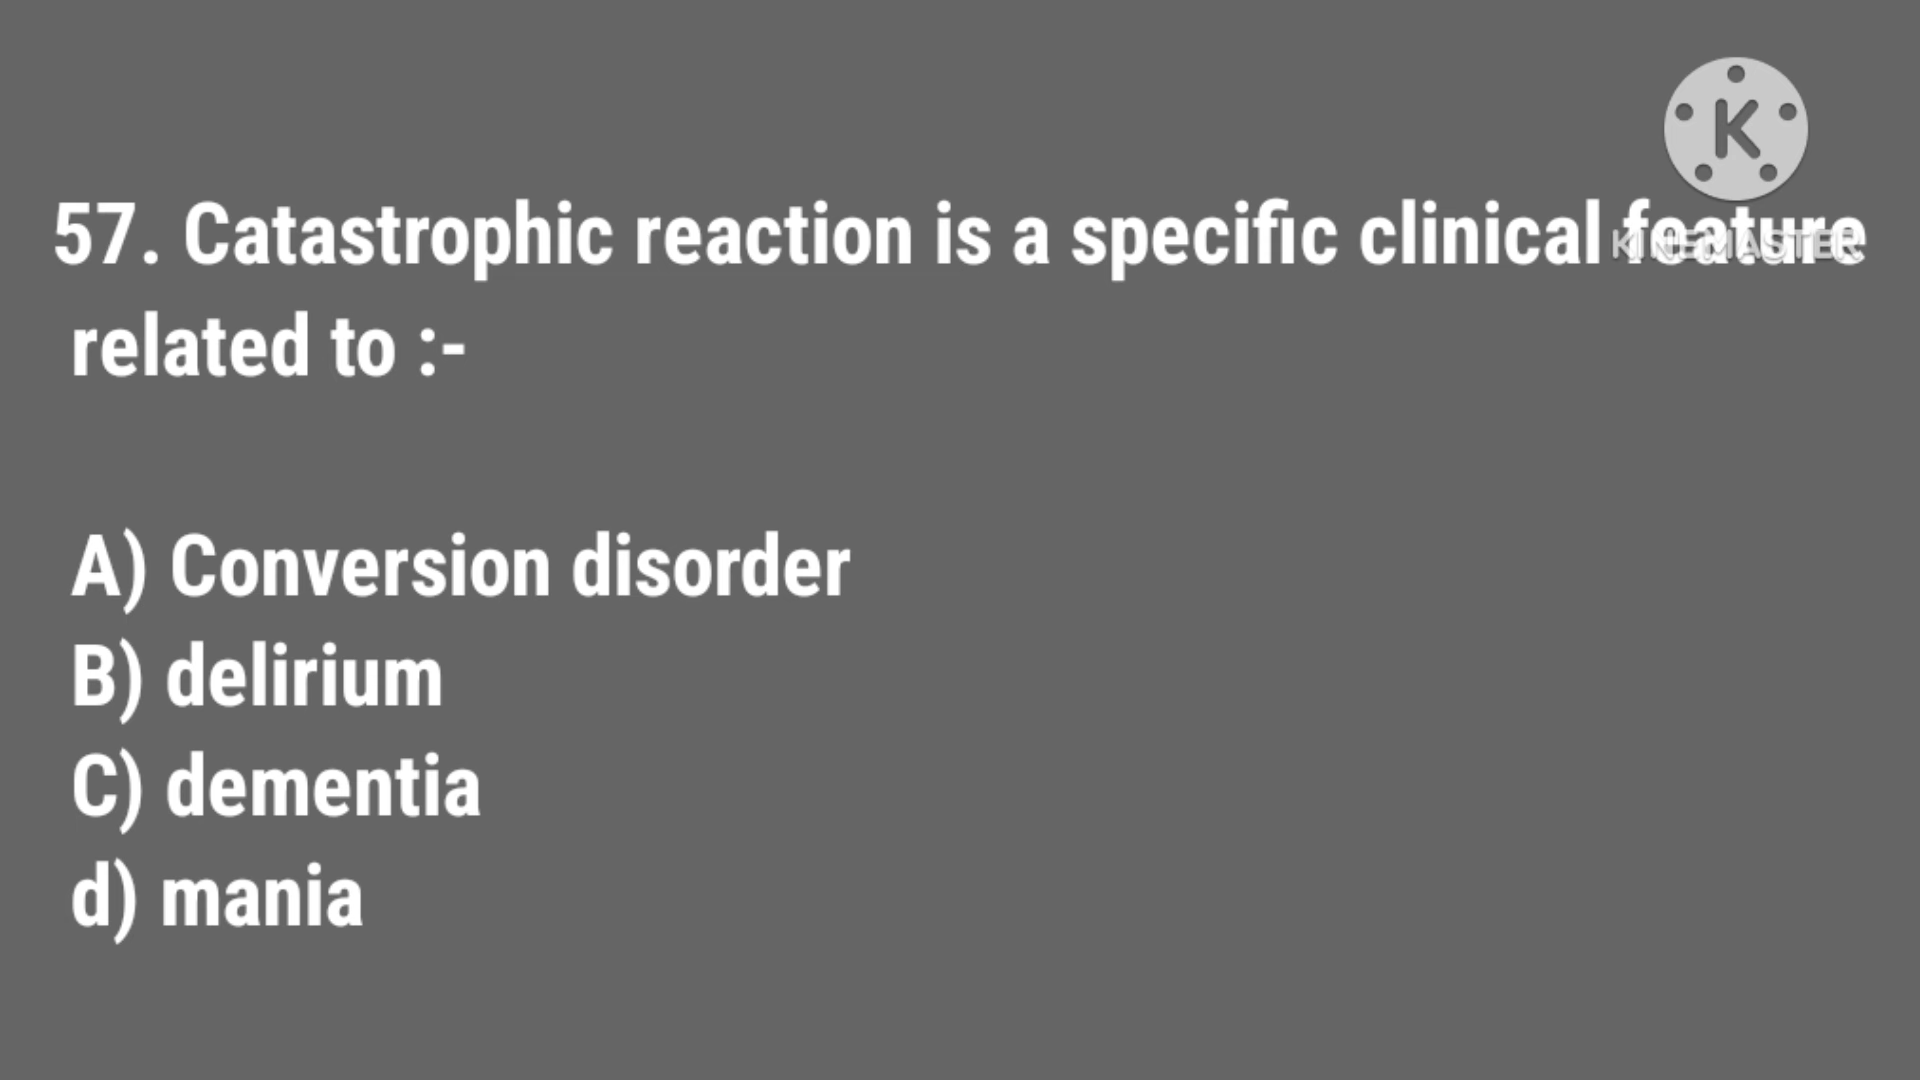 K
KINEMASTER
57. Catastrophic reaction is a specific clinical feature
related to :-
A) Conversion disorder
B) delirium
C) dementia
d) mania